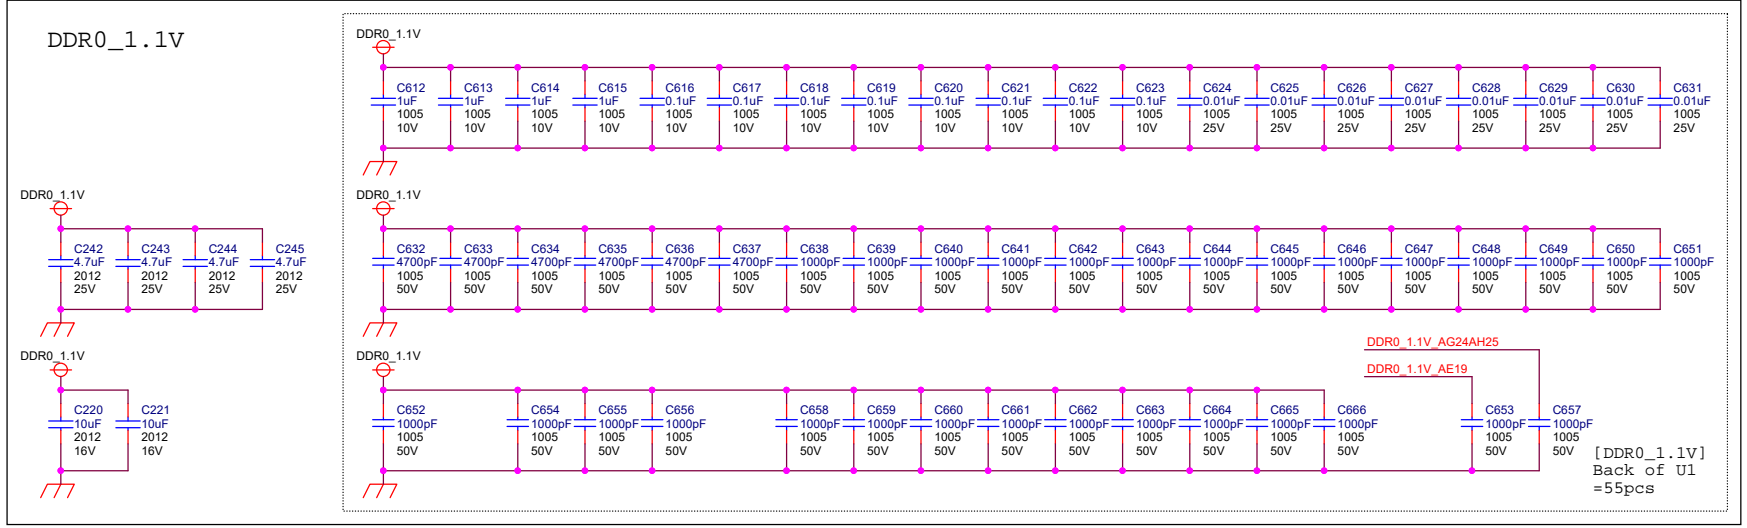 DDR0_1.1V
DDR0_1.1V
C612 C613 C614 C615 C616 C617 C618 C619 C620 C621 C622 C623 C624 C625 C626 C627 C628 C629 C630 C631
1uF 1uF 1uF 1uF 0.1uF 0.1uF 0.1uF 0.1uF 0.1uF 0.1uF 0.1uF 0.1uF 0.01uF 0.01uF 0.01uF 0.01uF 0.01uF 0.01uF 0.01uF 0.01uF
1005 1005 1005 1005 1005 1005 1005 1005 1005 1005 1005 1005 1005 1005 1005 1005 1005 1005 1005 1005
10V 10V 10V 10V 10V 10V 10V 10V 10V 10V 10V 10V 25V 25V 25V 25V 25V 25V 25V 25V
DDR0_1.1V
C242 C243 C244 C245
4.7uF 4.7uF 4.7uF 4.7uF
2012 2012 2012 2012
25V 25V 25V 25V
DDR0_1.1V
C632 C633 C634 C635 C636 C637 C638 C639 C640 C641 C642 C643 C644 C645 C646 C647 C648 C649 C650 C651
4700pF 4700pF 4700pF 4700pF 4700pF 4700pF 1000pF 1000pF 1000pF 1000pF 1000pF 1000pF 1000pF 1000pF 1000pF 1000pF 1000pF 1000pF 1000pF 1000pF
1005 1005 1005 1005 1005 1005 1005 1005 1005 1005 1005 1005 1005 1005 1005 1005 1005 1005 1005 1005
50V 50V 50V 50V 50V 50V 50V 50V 50V 50V 50V 50V 50V 50V 50V 50V 50V 50V 50V 50V
DDR0_1.1V
C220 C221
10uF 10uF
2012 2012
16V 16V
DDR0_1.1V
DDR0_1.1V_AG24AH25
DDR0_1.1V_AE19
C652 C654 C655 C656 C658 C659 C660 C661 C662 C663 C664 C665 C666 C653 C657
1000pF 1000pF 1000pF 1000pF 1000pF 1000pF 1000pF 1000pF 1000pF 1000pF 1000pF 1000pF 1000pF 1000pF 1000pF
1005 1005 1005 1005 1005 1005 1005 1005 1005 1005 1005 1005 1005 1005 1005
50V 50V 50V 50V 50V 50V 50V 50V 50V 50V 50V 50V 50V 50V 50V
[DDR0_1.1V]
Back of U1
=55pcs